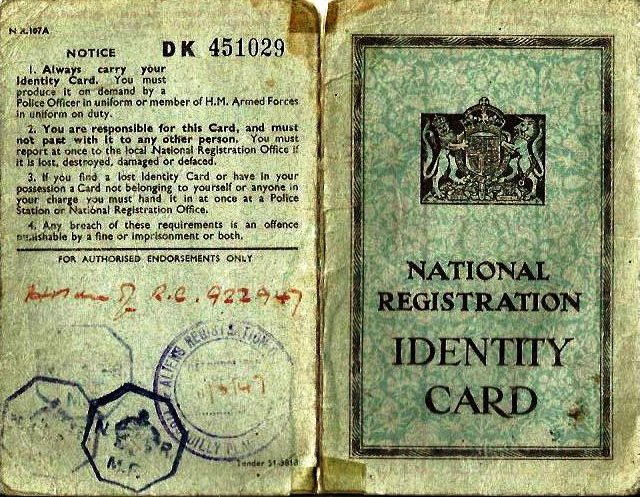 N R.107A
NOTICE DK 451029
1. Always carry your
Identity Card. You must
produce it on demand by a
Police Officer in uniform or member of H.M. Armed Forces
in uniform on duty.
2. You are responsible for this Card, and must
not part with it to any other person. You must
report at once to the local National Registration Office if
it is lost, destroyed, damaged or defaced.
3. If you find a lost Identity Card or have in your
possession a Card not belonging to yourself or anyone in
your charge you must hand it in at once at a Police
Station or National Registration Office.
4. Any breach of these requirements is an offence
punishable by a fine or imprisonment or both.
FOR AUTHORISED ENDORSEMENTS ONLY
R.C. 922947
ALIENS REGISTRATION
NATIONAL
REGISTRATION
IDENTITY
CARD